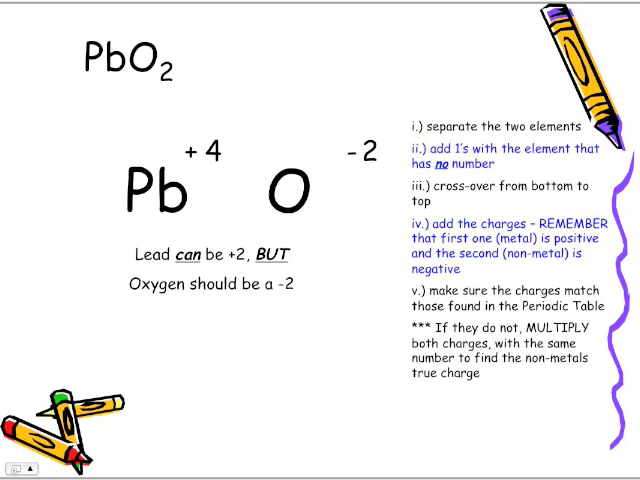 PbO2
+ 4 - 2
Pb O
Lead can be +2, BUT
Oxygen should be a -2
i.) separate the two elements
ii.) add 1's with the element that
has no number
iii.) cross-over from bottom to
top
iv.) add the charges – REMEMBER
that first one (metal) is positive
and the second (non-metal) is
negative
v.) make sure the charges match
those found in the Periodic Table
*** If they do not, MULTIPLY
both charges, with the same
number to find the non-metals
true charge